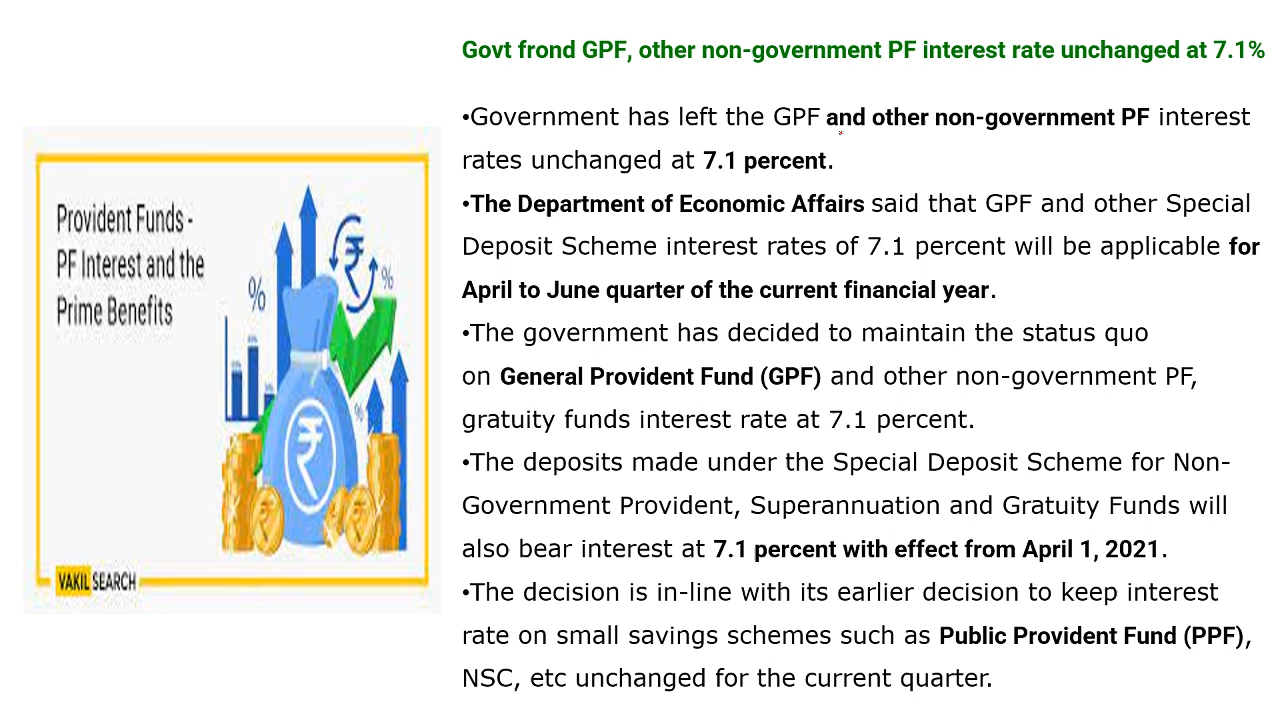 Govt frond GPF, other non-government PF interest rate unchanged at 7.1%
•Government has left the GPF and other non-government PF interest
rates unchanged at 7.1 percent.
•The Department of Economic Affairs said that GPF and other Special
Deposit Scheme interest rates of 7.1 percent will be applicable for
April to June quarter of the current financial year.
•The government has decided to maintain the status quo
on General Provident Fund (GPF) and other non-government PF,
gratuity funds interest rate at 7.1 percent.
•The deposits made under the Special Deposit Scheme for Non-
Government Provident, Superannuation and Gratuity Funds will
also bear interest at 7.1 percent with effect from April 1, 2021.
•The decision is in-line with its earlier decision to keep interest
rate on small savings schemes such as Public Provident Fund (PPF),
NSC, etc unchanged for the current quarter.
Provident Funds -
PF Interest and the
Prime Benefits
%
₹
%
%
₹
₹
₹
VAKIL SEARCH